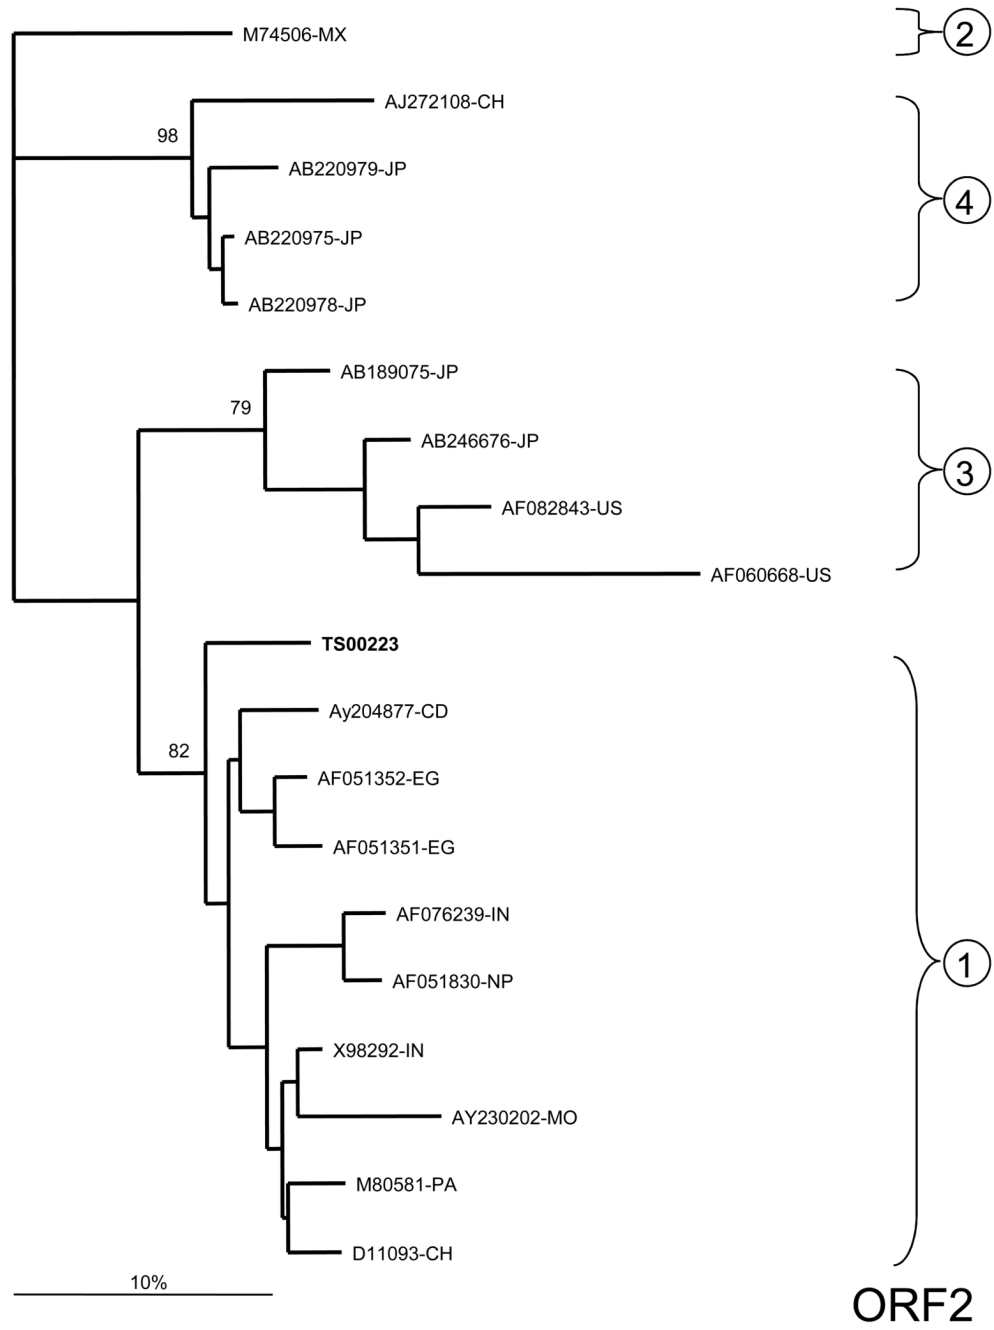 M74506-MX
2
AJ272108-CH
98
AB220979-JP
4
AB220975-JP
AB220978-JP
AB189075-JP
79
AB246676-JP
3
AF082843-US
AF060668-US
TS00223
Ay204877-CD
82
AF051352-EG
AF051351-EG
AF076239-IN
1
AF051830-NP
X98292-IN
AY230202-MO
M80581-PA
D11093-CH
10%
ORF2